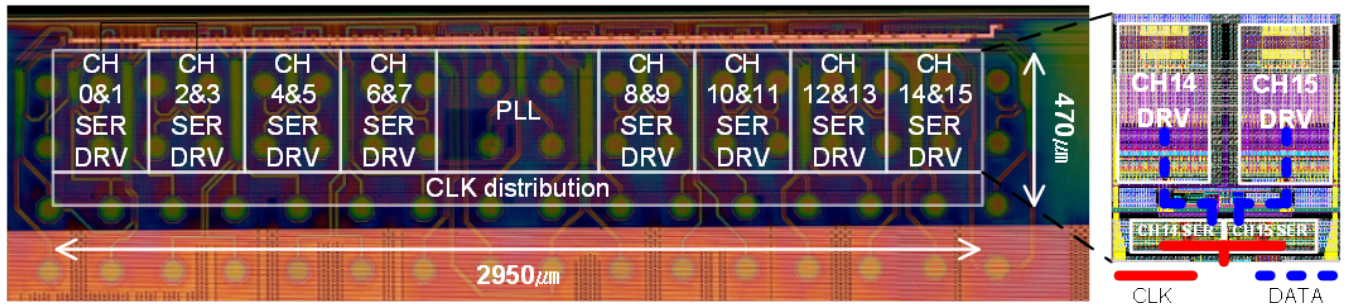 CH
0&1
SER
DRV
CH
2&3
SER
DRV
CH
4&5
SER
DRV
CH
6&7
SER
DRV
PLL
CH
8&9
SER
DRV
CH
10&11
SER
DRV
CH
12&13
SER
DRV
CH
14&15
SER
DRV
CLK distribution
2950㎛
470㎛
CH14
DRV
CH15
DRV
CH14 SER
CH15 SER
CLK
DATA